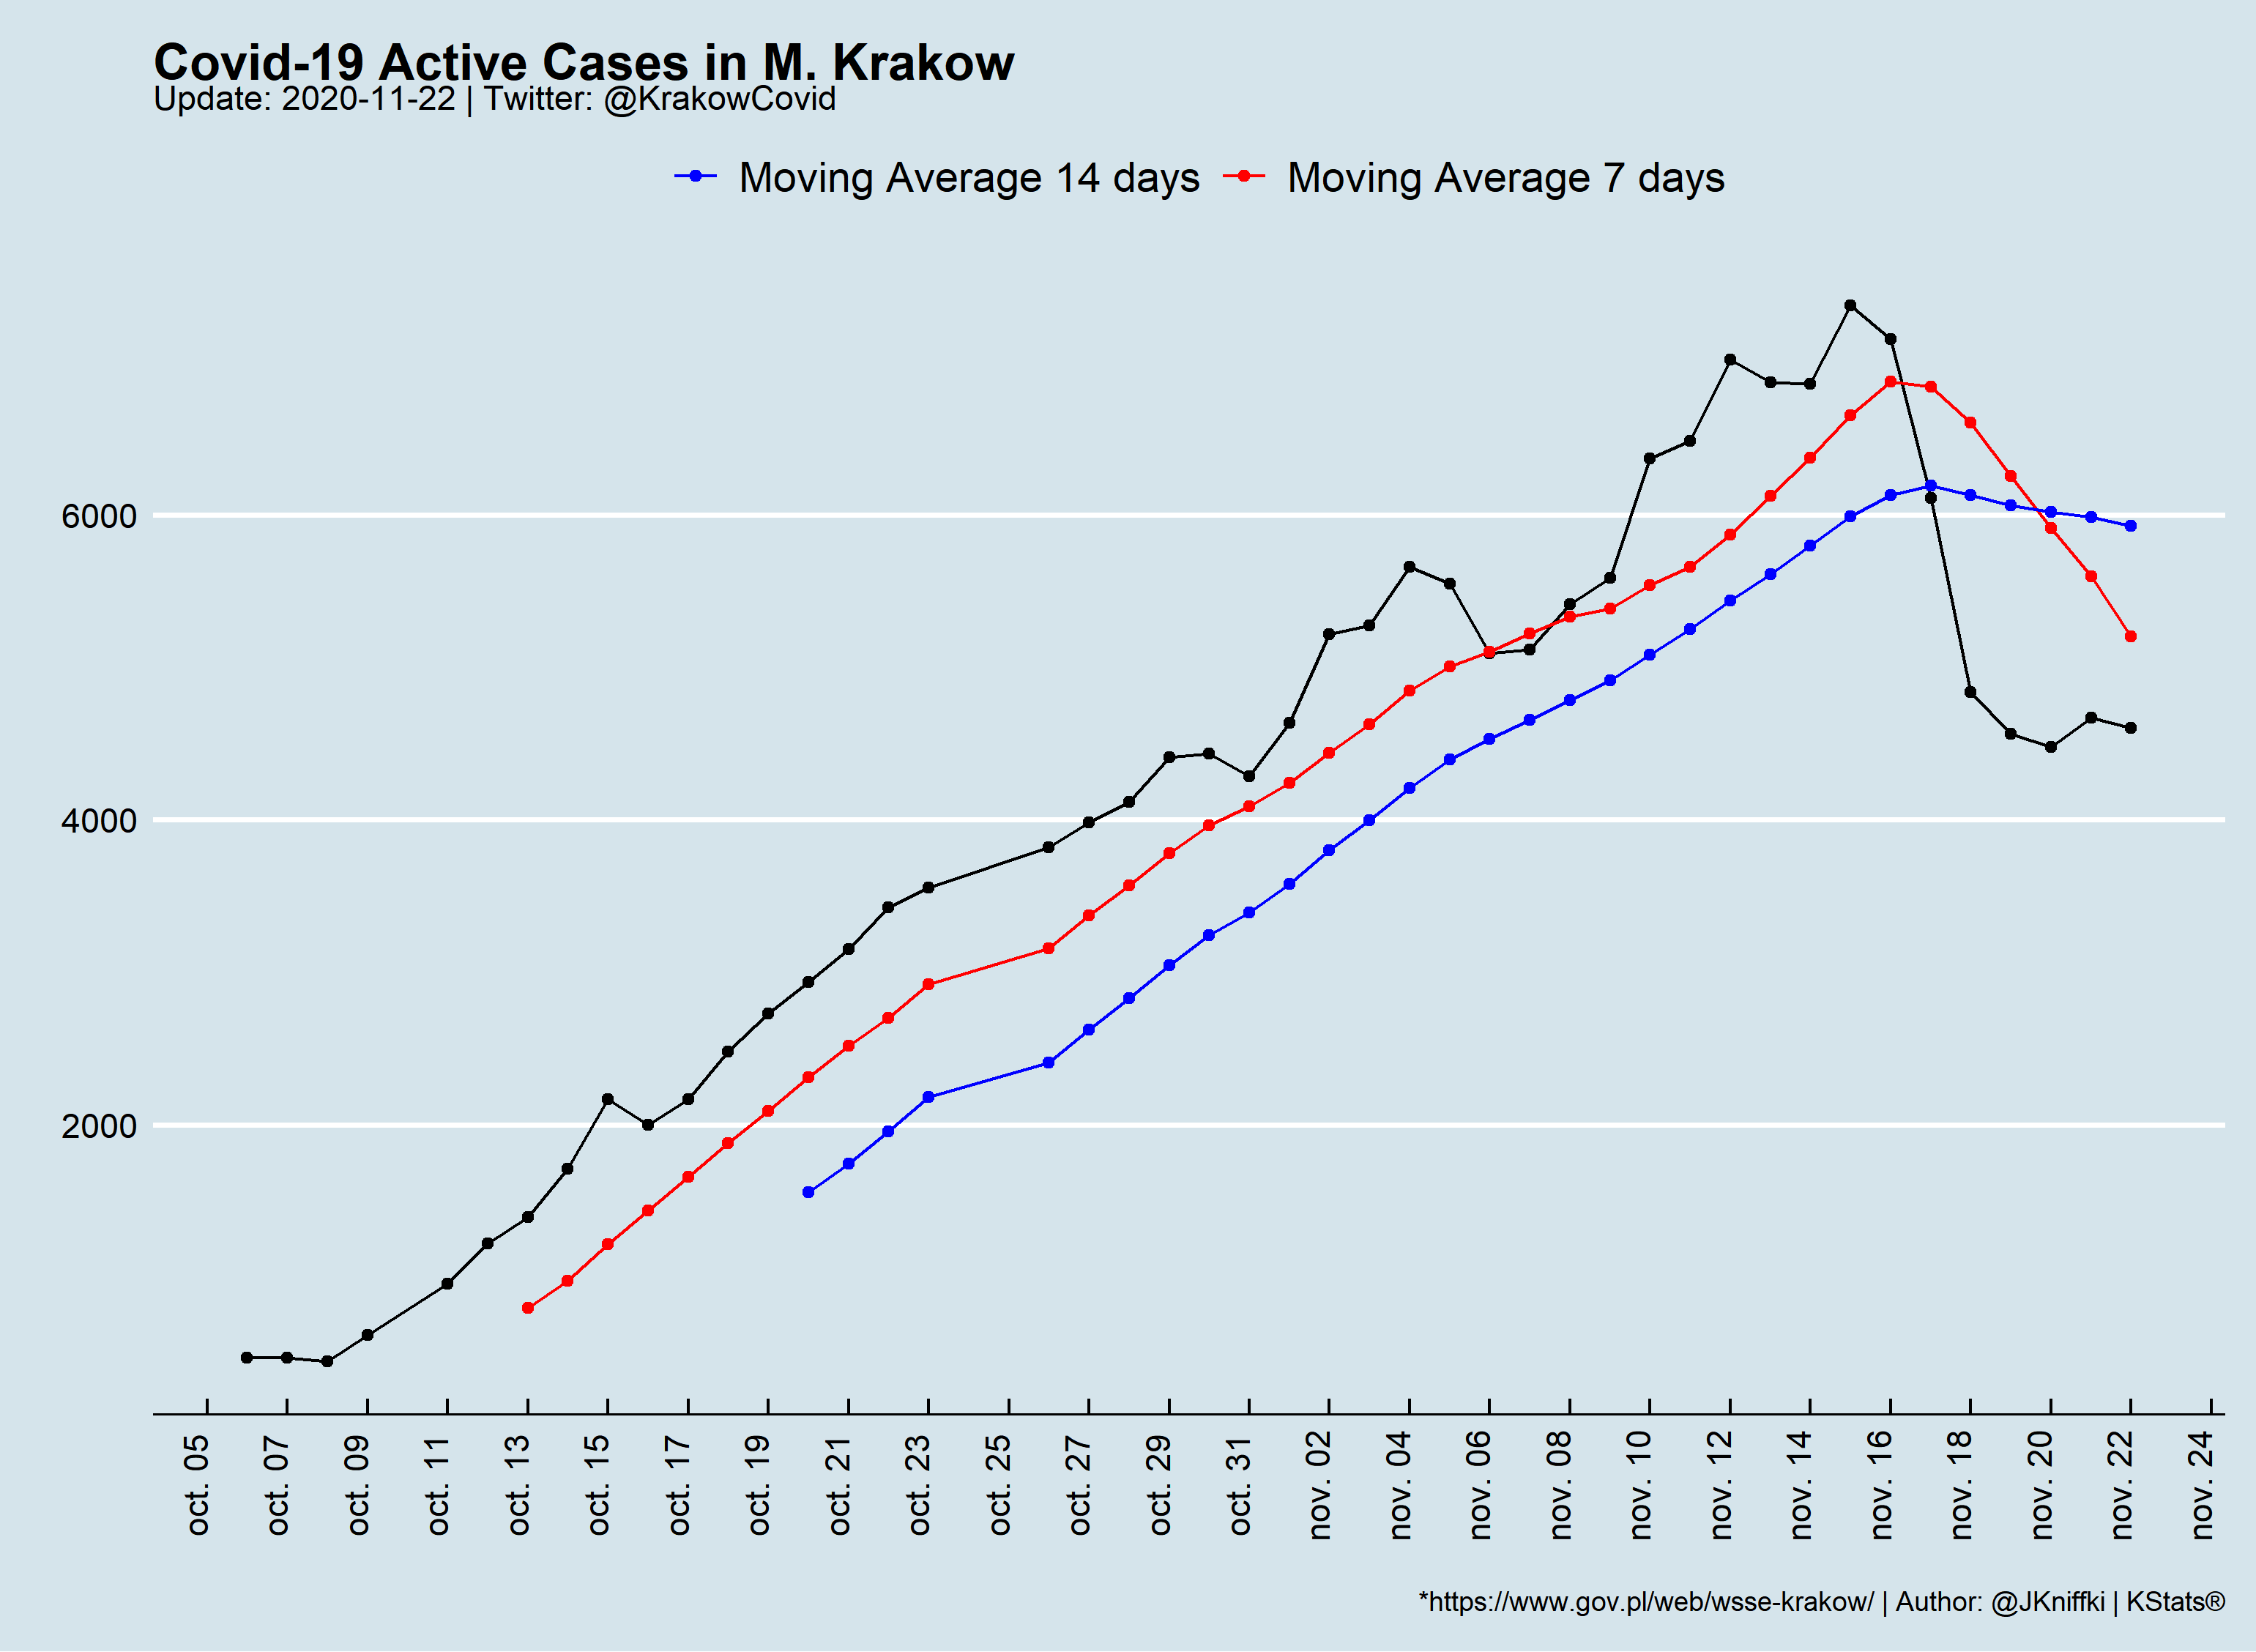 Covid-19 Active Cases in M. Krakow
Update: 2020-11-22 | Twitter: @KrakowCovid
Moving Average 14 days
Moving Average 7 days
6000
4000
2000
oct. 05
oct. 07
oct. 09
oct. 11
oct. 13
oct. 15
oct. 17
oct. 19
oct. 21
oct. 23
oct. 25
oct. 27
oct. 29
oct. 31
nov. 02
nov. 04
nov. 06
nov. 08
nov. 10
nov. 12
nov. 14
nov. 16
nov. 18
nov. 20
nov. 22
nov. 24
*https://www.gov.pl/web/wsse-krakow/ | Author: @JKniffki | KStats®